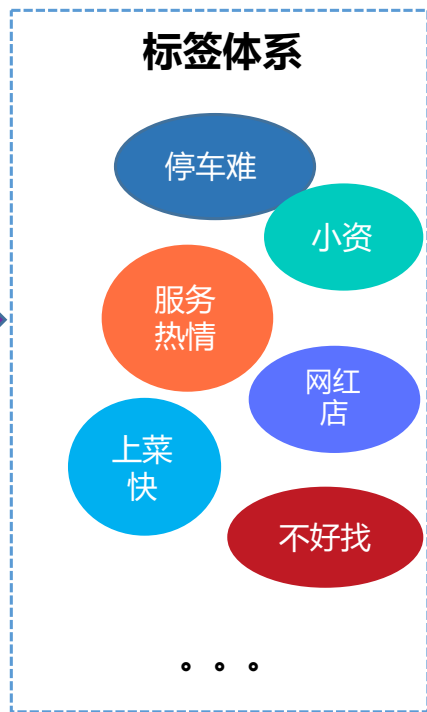 标签体系
停车难
小资
服务
热情
网红
店
上菜
快
不好找
。。。